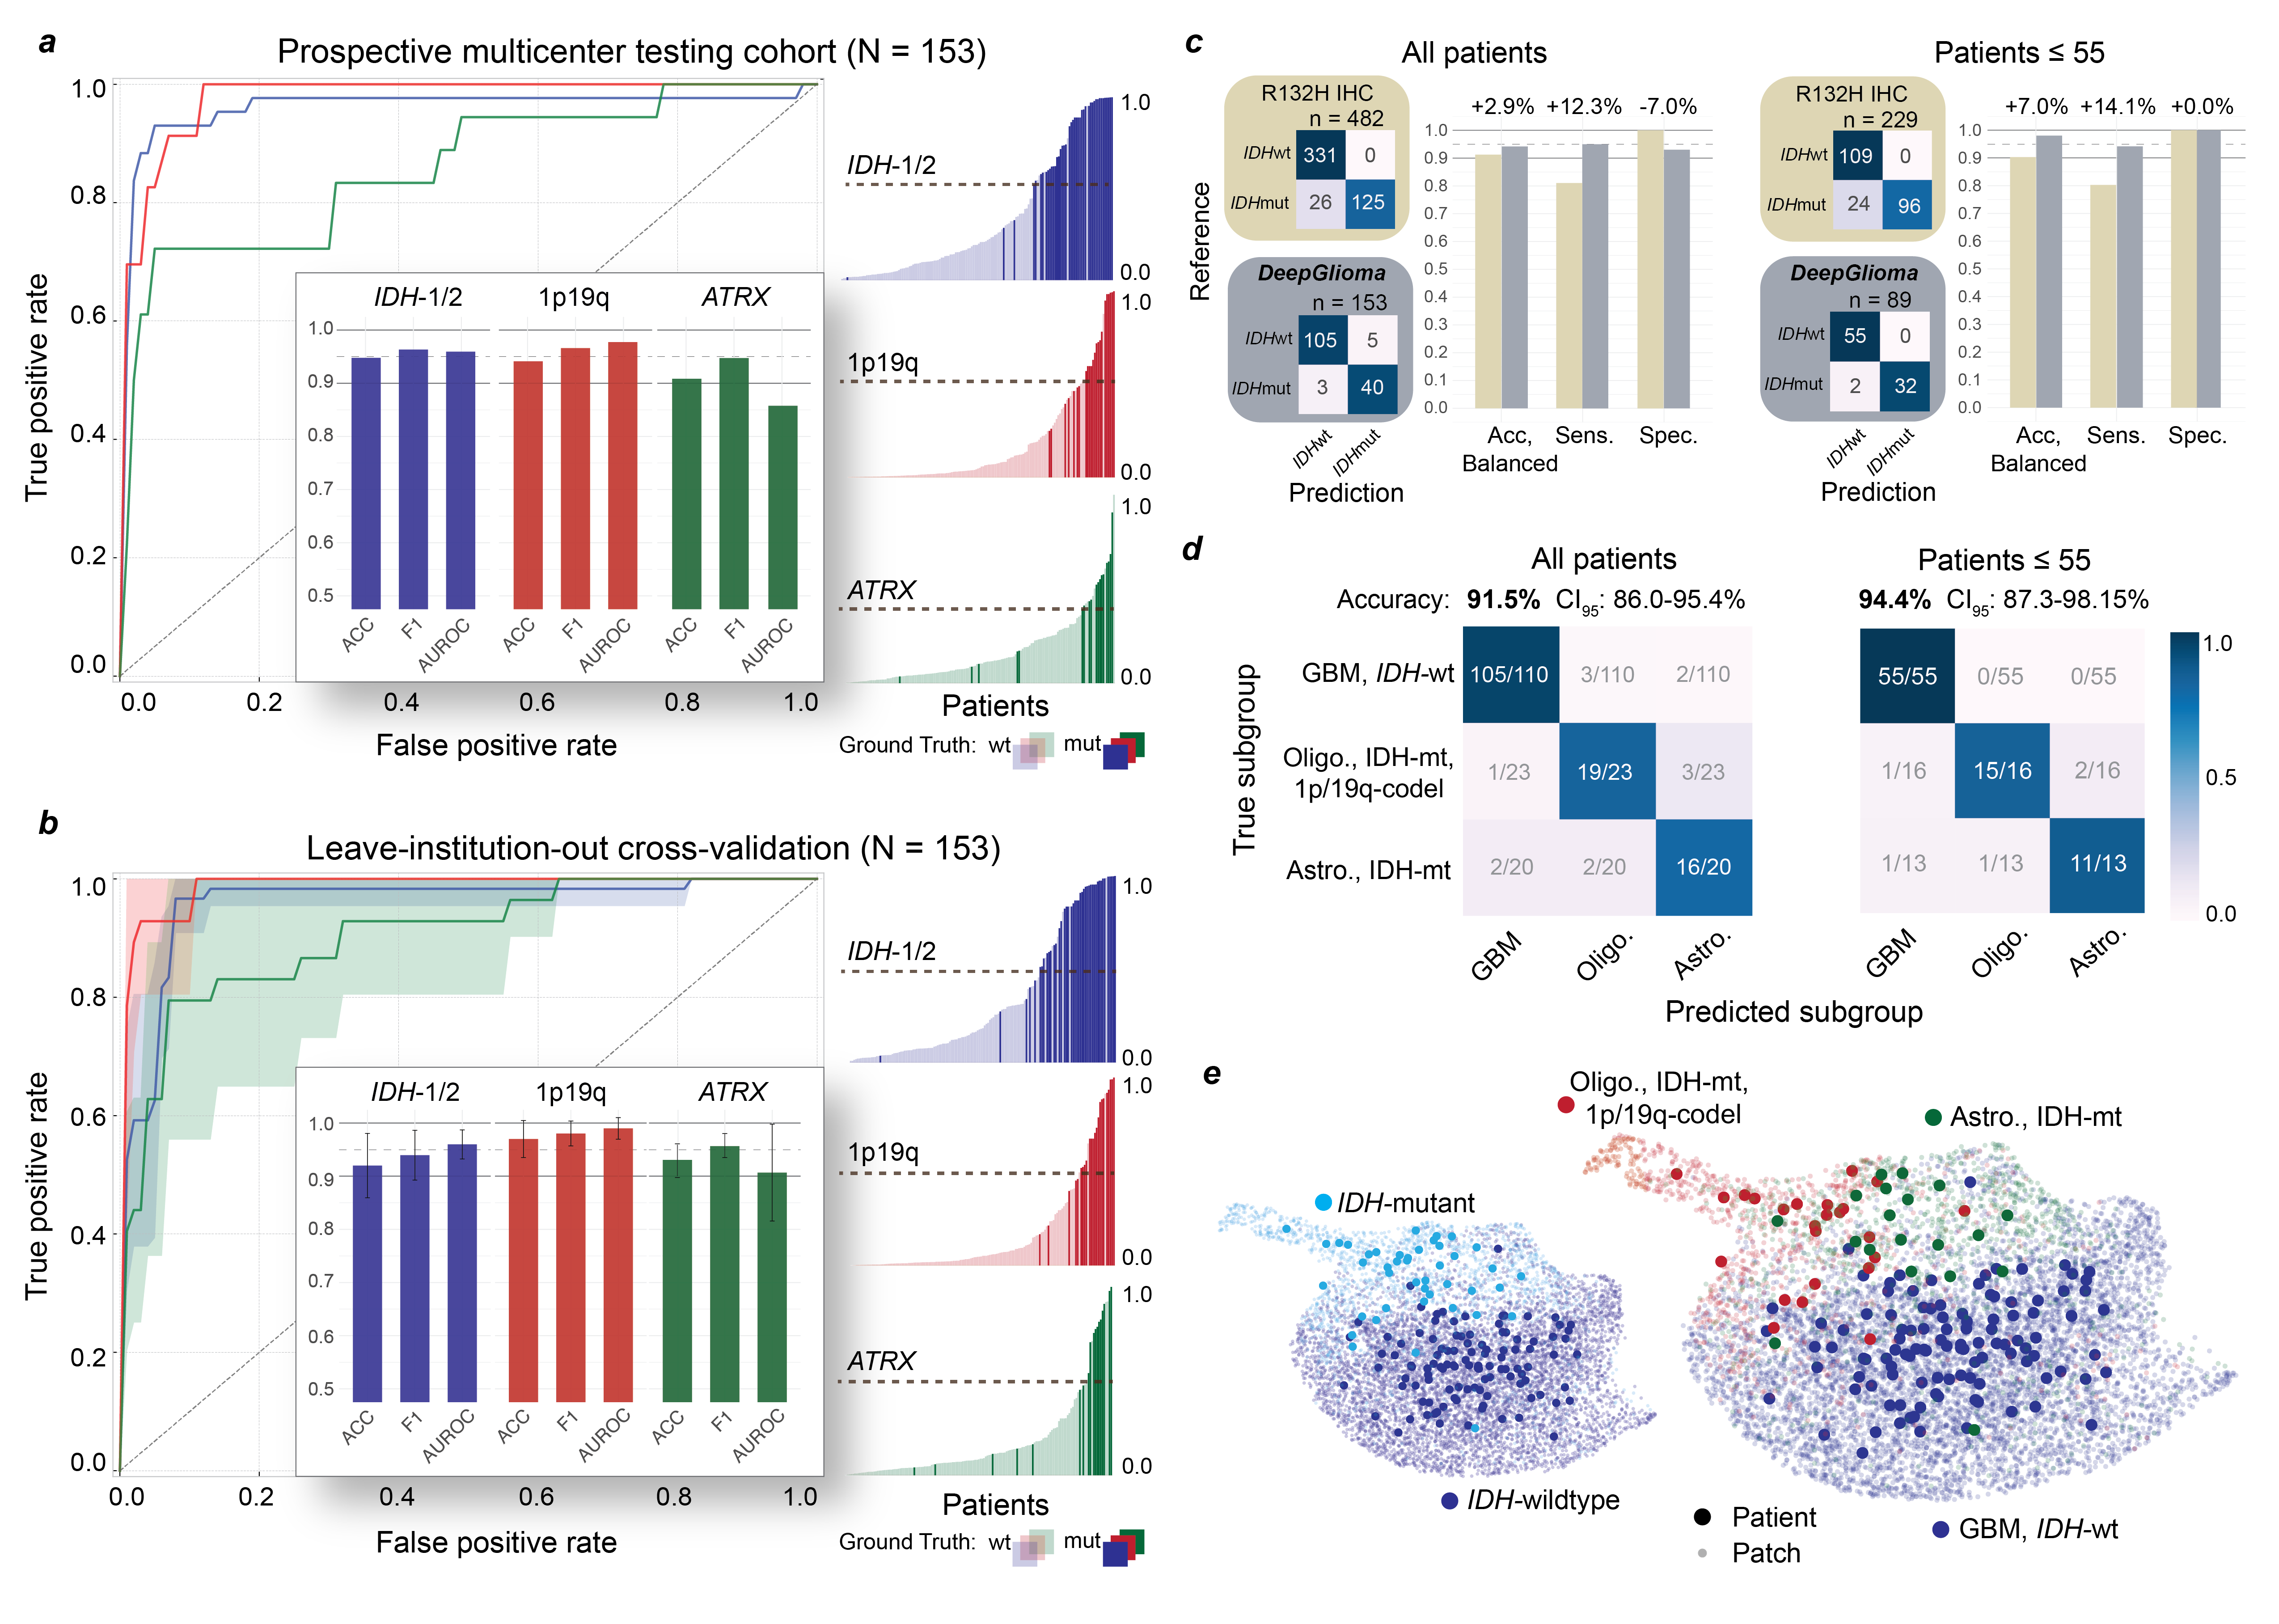 a
Prospective multicenter testing cohort (N = 153)
True positive rate
1.0
0.8
0.6
0.4
0.2
0.0
0.0 0.2 0.4 0.6 0.8 1.0
False positive rate
IDH-1/2 1p19q ATRX
1.0
0.9
0.8
0.7
0.6
0.5
ACC F1 AUROC ACC F1 AUROC ACC F1 AUROC
IDH-1/2
1.0
0.0
1p19q
1.0
0.0
ATRX
1.0
0.0
Patients
Ground Truth: wt mut
b
Leave-institution-out cross-validation (N = 153)
True positive rate
1.0
0.8
0.6
0.4
0.2
0.0
0.0 0.2 0.4 0.6 0.8 1.0
False positive rate
IDH-1/2 1p19q ATRX
1.0
0.9
0.8
0.7
0.6
0.5
ACC F1 AUROC ACC F1 AUROC ACC F1 AUROC
IDH-1/2
1.0
0.0
1p19q
1.0
0.0
ATRX
1.0
0.0
Patients
Ground Truth: wt mut
c
All patients
Reference
R132H IHC
n = 482
IDHwt 331 0
IDHmut 26 125
DeepGlioma
n = 153
IDHwt 105 5
IDHmut 3 40
IDHwt IDHmut
Prediction
+2.9% +12.3% -7.0%
1.0
0.9
0.8
0.7
0.6
0.5
0.4
0.3
0.2
0.1
0.0
Acc, Sens. Spec.
Balanced
Patients ≤ 55
R132H IHC
n = 229
IDHwt 109 0
IDHmut 24 96
DeepGlioma
n = 89
IDHwt 55 0
IDHmut 2 32
IDHwt IDHmut
Prediction
+7.0% +14.1% +0.0%
1.0
0.9
0.8
0.7
0.6
0.5
0.4
0.3
0.2
0.1
0.0
Acc, Sens. Spec.
Balanced
d
All patients
Patients ≤ 55
Accuracy: 91.5% CI95: 86.0-95.4%
94.4% CI95: 87.3-98.15%
True subgroup
GBM, IDH-wt 105/110 3/110 2/110
Oligo., IDH-mt,
1p/19q-codel
1/23 19/23 3/23
Astro., IDH-mt 2/20 2/20 16/20
GBM Oligo. Astro.
55/55 0/55 0/55
1/16 15/16 2/16
1/13 1/13 11/13
GBM Oligo. Astro.
1.0
0.5
0.0
Predicted subgroup
e
Oligo., IDH-mt,
1p/19q-codel
Astro., IDH-mt
IDH-mutant
IDH-wildtype
Patient
Patch
GBM, IDH-wt